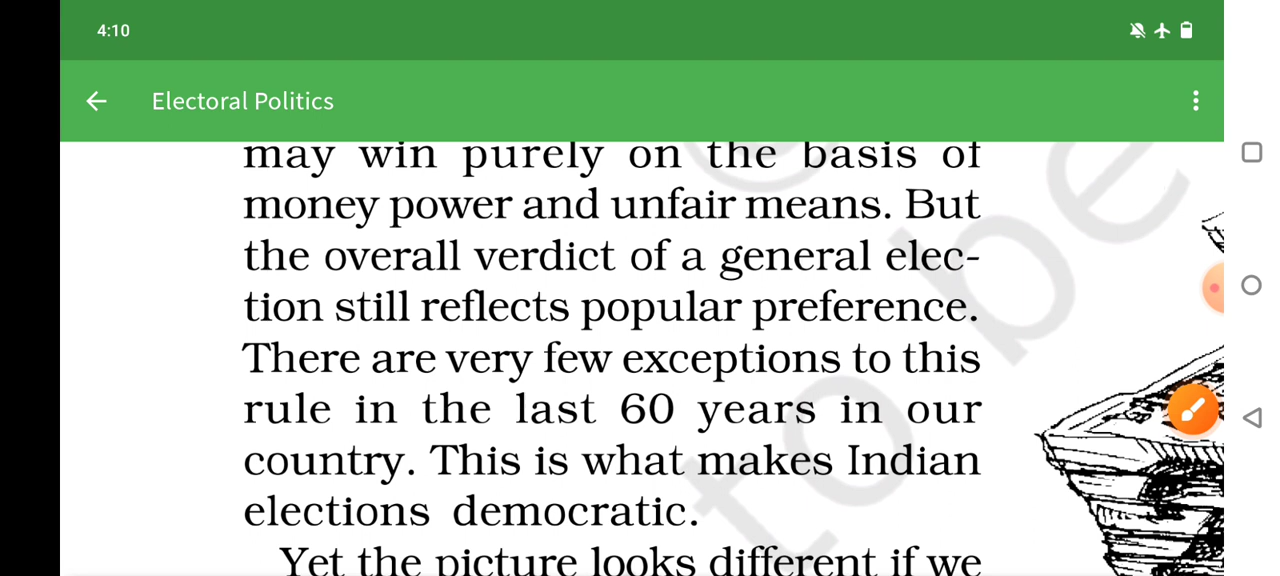 4:10
Electoral Politics
may win purely on the basis of
money power and unfair means. But
the overall verdict of a general elec-
tion still reflects popular preference.
There are very few exceptions to this
rule in the last 60 years in our
country. This is what makes Indian
elections democratic.
Yet the picture looks different if we
to be